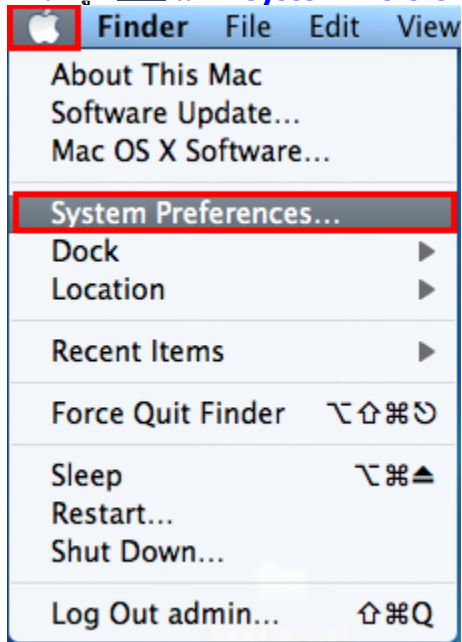 Finder File Edit View
About This Mac
Software Update...
Mac OS X Software...
System Preferences...
Dock ▶
Location ▶
Recent Items ▶
Force Quit Finder ⌥⇧⌘⎋
Sleep ⌥⌘⏏
Restart...
Shut Down...
Log Out admin... ⇧⌘Q